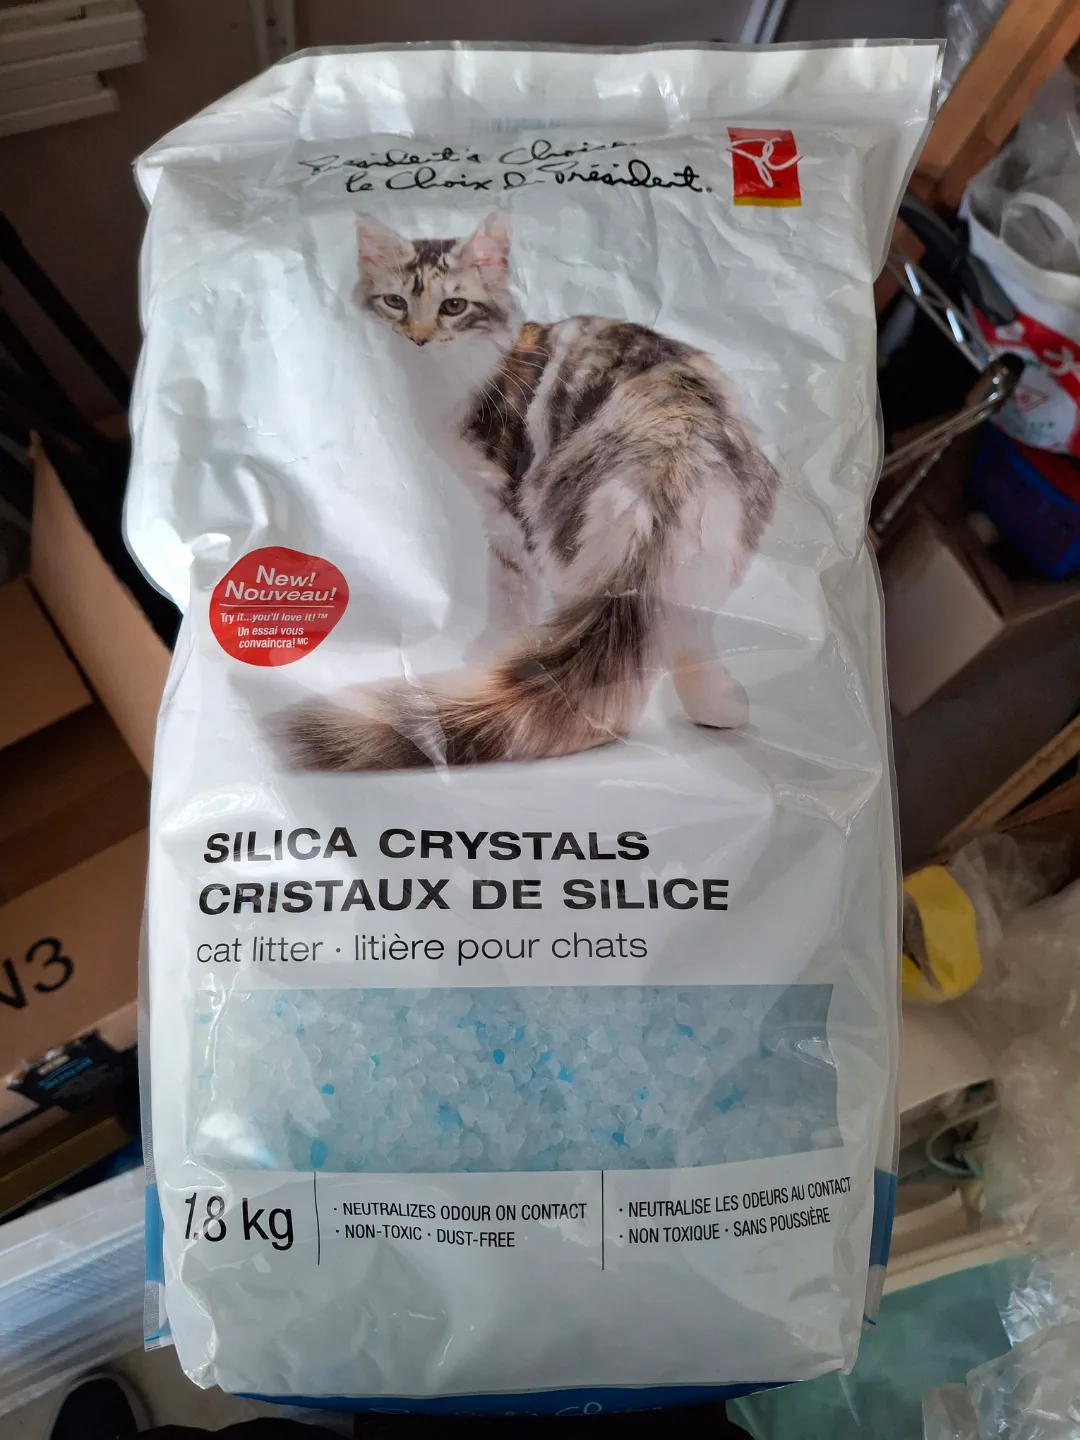 President's Choice
le Choix du Président.
pc
New!
Nouveau!
Try it...you'll love it!™
Un essai vous
convaincra! MC
SILICA CRYSTALS
CRISTAUX DE SILICE
cat litter · litière pour chats
1.8 kg
· NEUTRALIZES ODOUR ON CONTACT
· NON-TOXIC · DUST-FREE
· NEUTRALISE LES ODEURS AU CONTACT
· NON TOXIQUE · SANS POUSSIÈRE